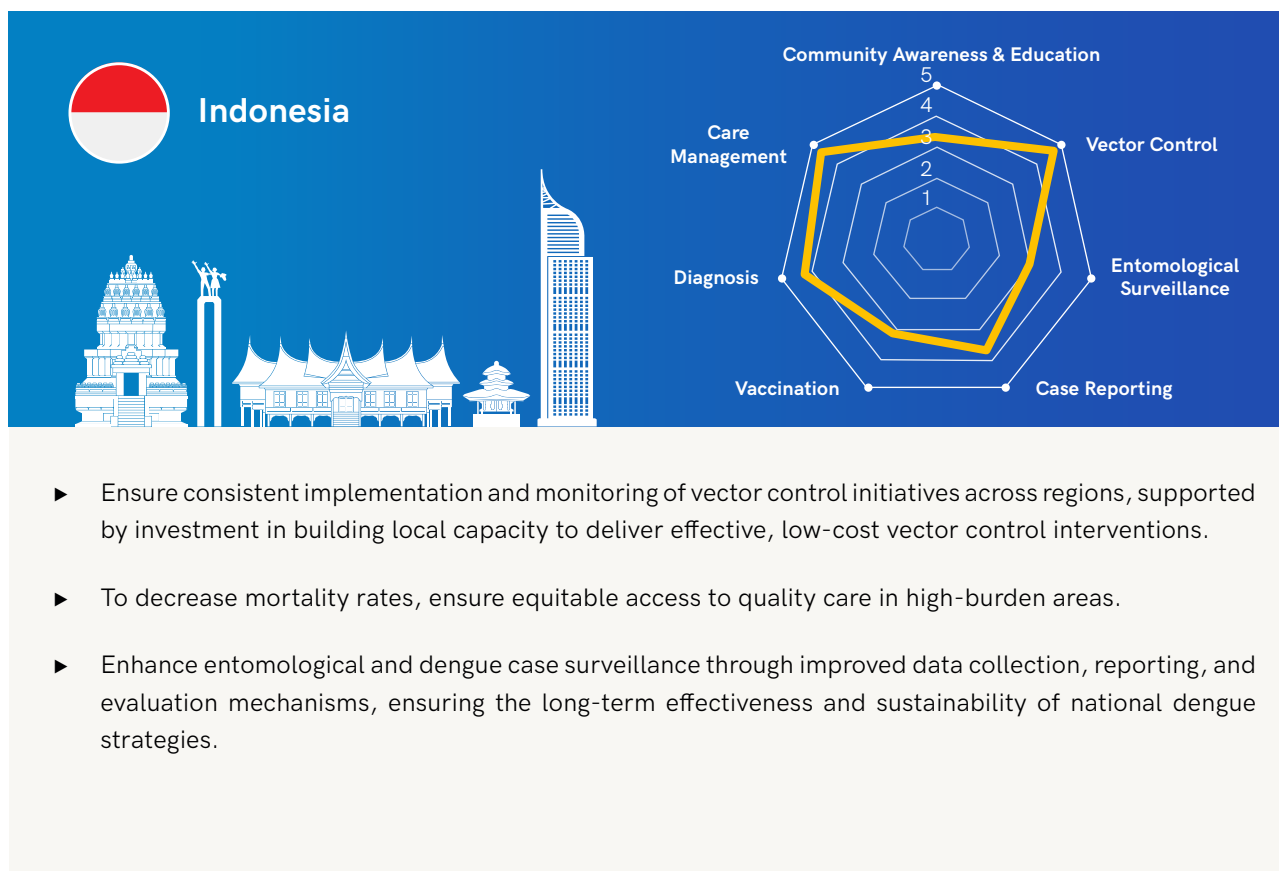 Indonesia
Community Awareness & Education
5
4
3
2
1
Care
Management
Vector Control
Diagnosis
Entomological
Surveillance
Vaccination
Case Reporting
► Ensure consistent implementation and monitoring of vector control initiatives across regions, supported
by investment in building local capacity to deliver effective, low-cost vector control interventions.
► To decrease mortality rates, ensure equitable access to quality care in high-burden areas.
► Enhance entomological and dengue case surveillance through improved data collection, reporting, and
evaluation mechanisms, ensuring the long-term effectiveness and sustainability of national dengue
strategies.